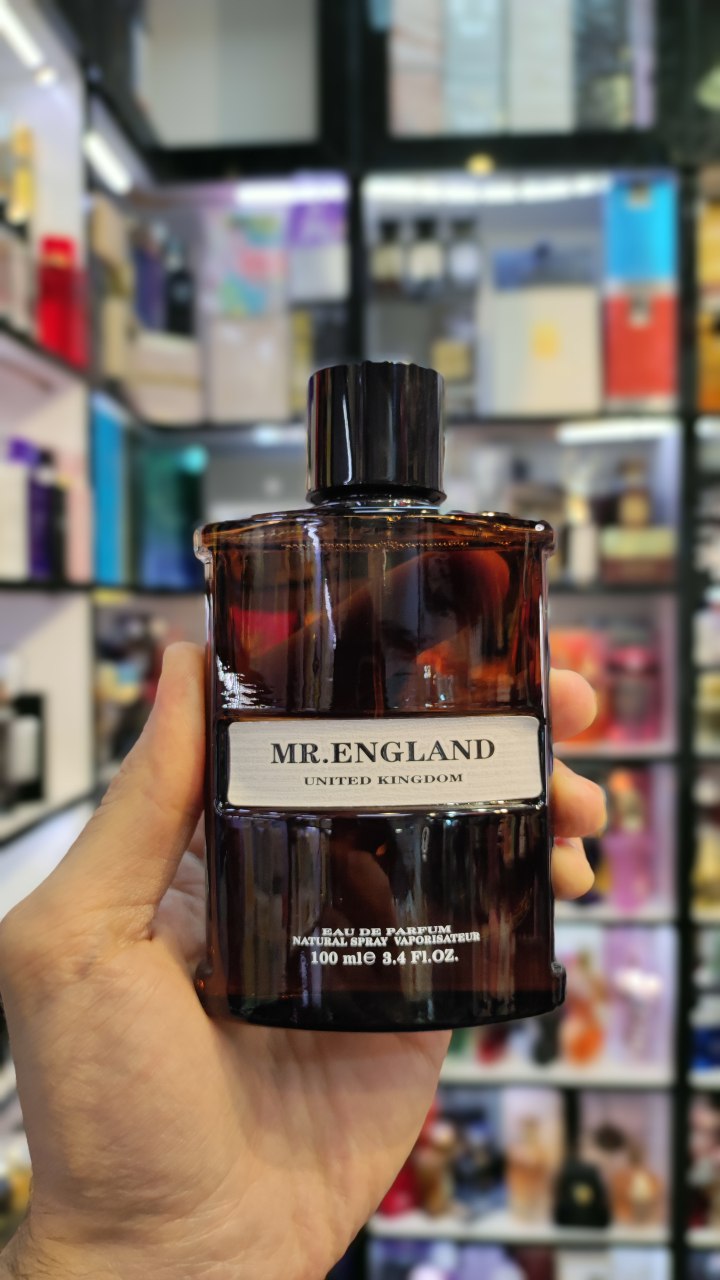 MR.ENGLAND
UNITED KINGDOM
EAU DE PARFUM
NATURAL SPRAY VAPORISATEUR
100 ml℮ 3.4 Fl.OZ.